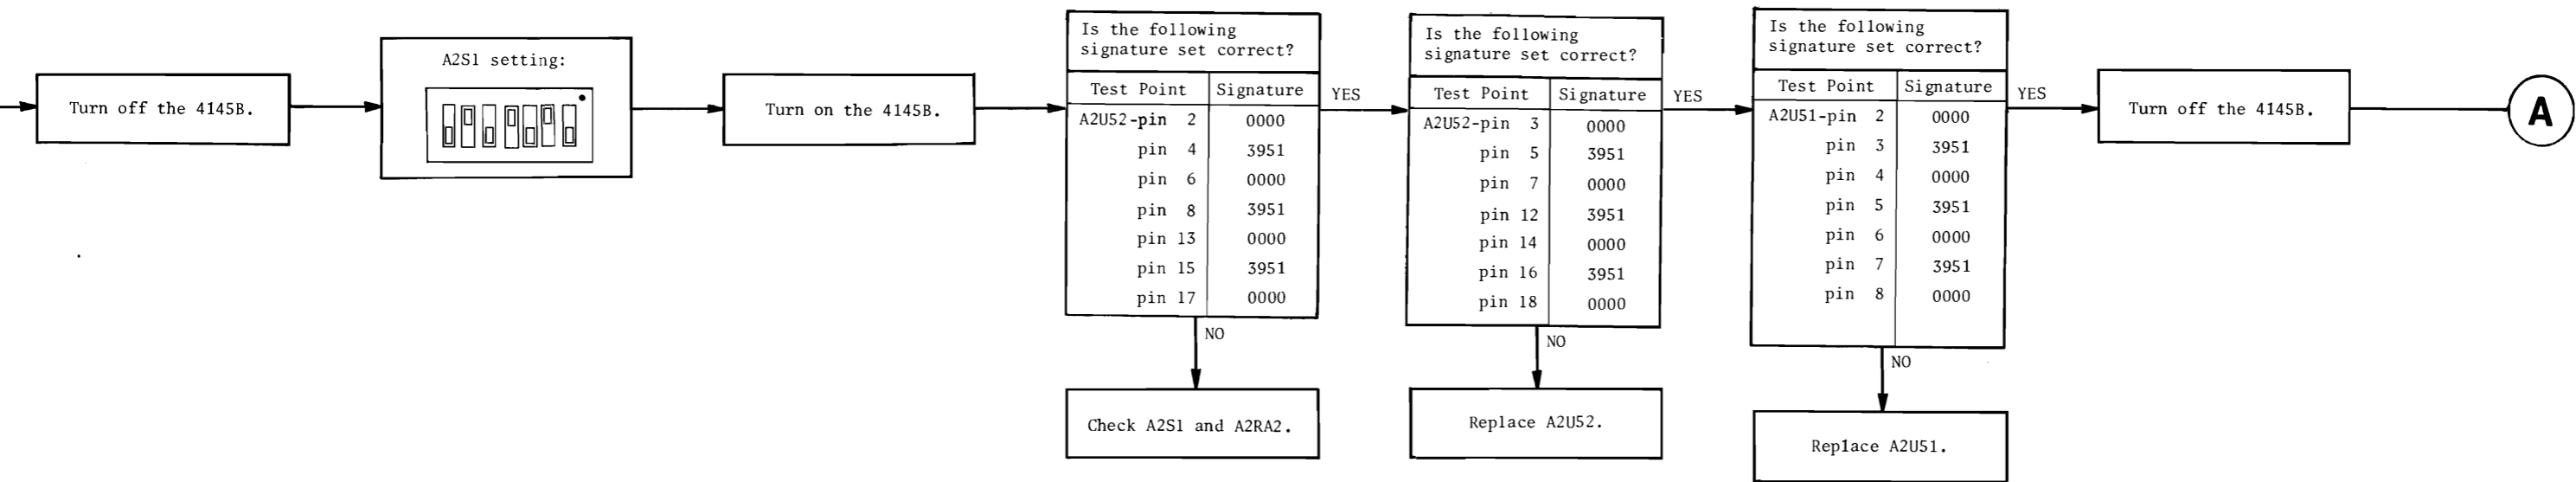 Turn off the 4145B.
A2S1 setting:
Turn on the 4145B.
Is the following
signature set correct?
Test Point Signature
A2U52-pin 2 0000
pin 4 3951
pin 6 0000
pin 8 3951
pin 13 0000
pin 15 3951
pin 17 0000
YES
NO
Check A2S1 and A2RA2.
Is the following
signature set correct?
Test Point Signature
A2U52-pin 3 0000
pin 5 3951
pin 7 0000
pin 12 3951
pin 14 0000
pin 16 3951
pin 18 0000
YES
NO
Replace A2U52.
Is the following
signature set correct?
Test Point Signature
A2U51-pin 2 0000
pin 3 3951
pin 4 0000
pin 5 3951
pin 6 0000
pin 7 3951
pin 8 0000
YES
NO
Replace A2U51.
Turn off the 4145B.
A